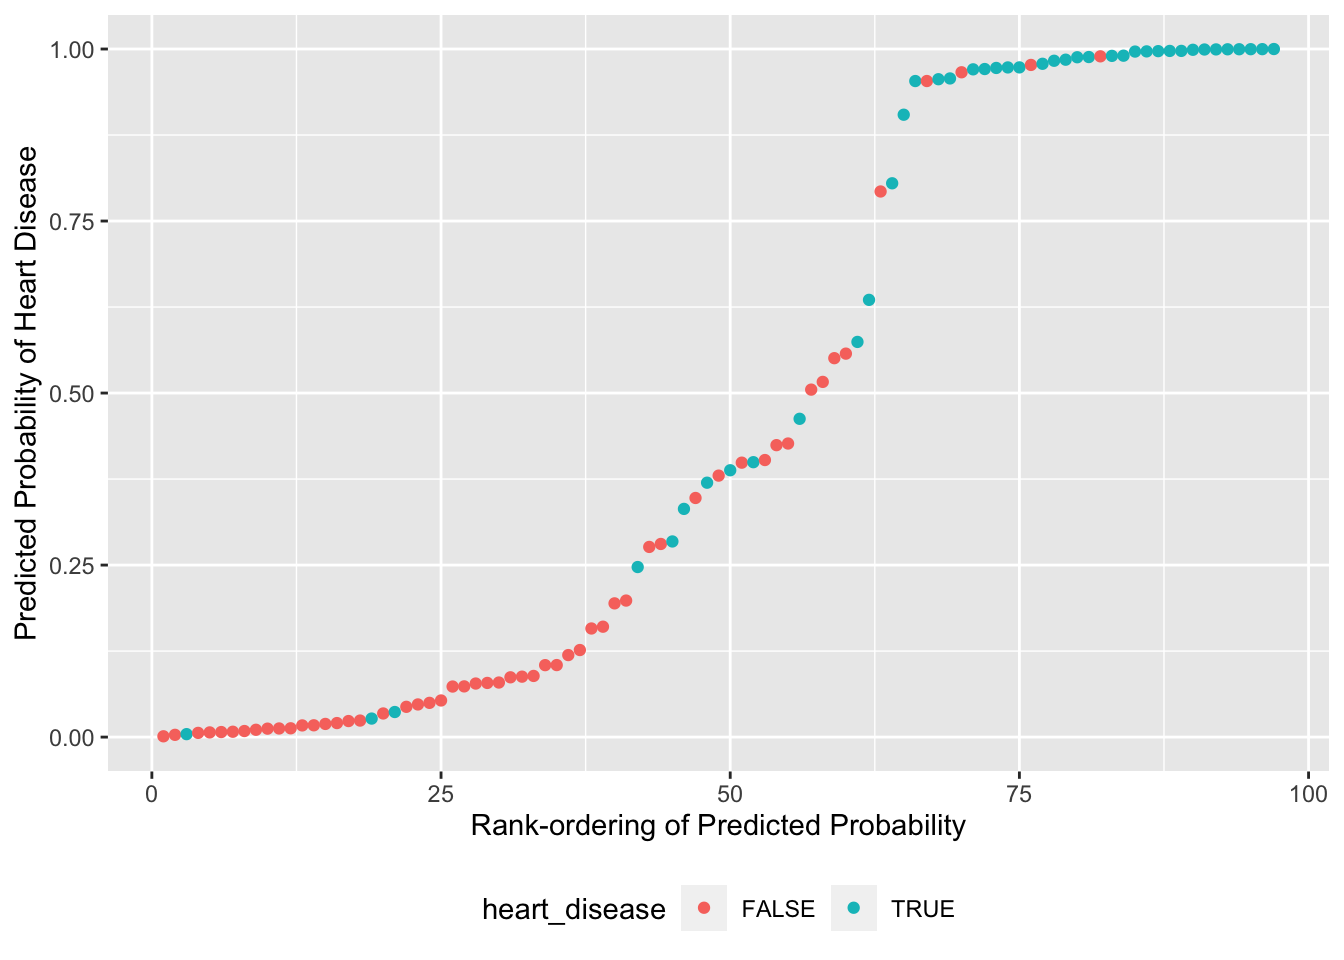 Predicted Probability of Heart Disease
1.00
0.75
0.50
0.25
0.00
0 25 50 75 100
Rank-ordering of Predicted Probability
heart_disease FALSE TRUE